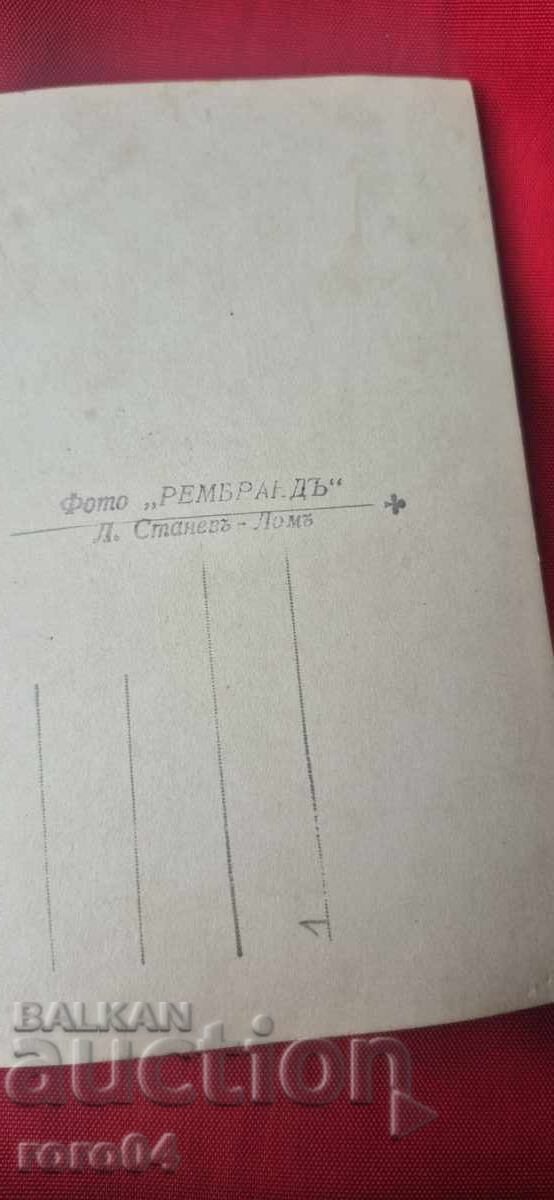 Фото „РЕМБРАНДЪ“
Л. Станевъ - Ломъ
1
BALKAN
auction
roro04